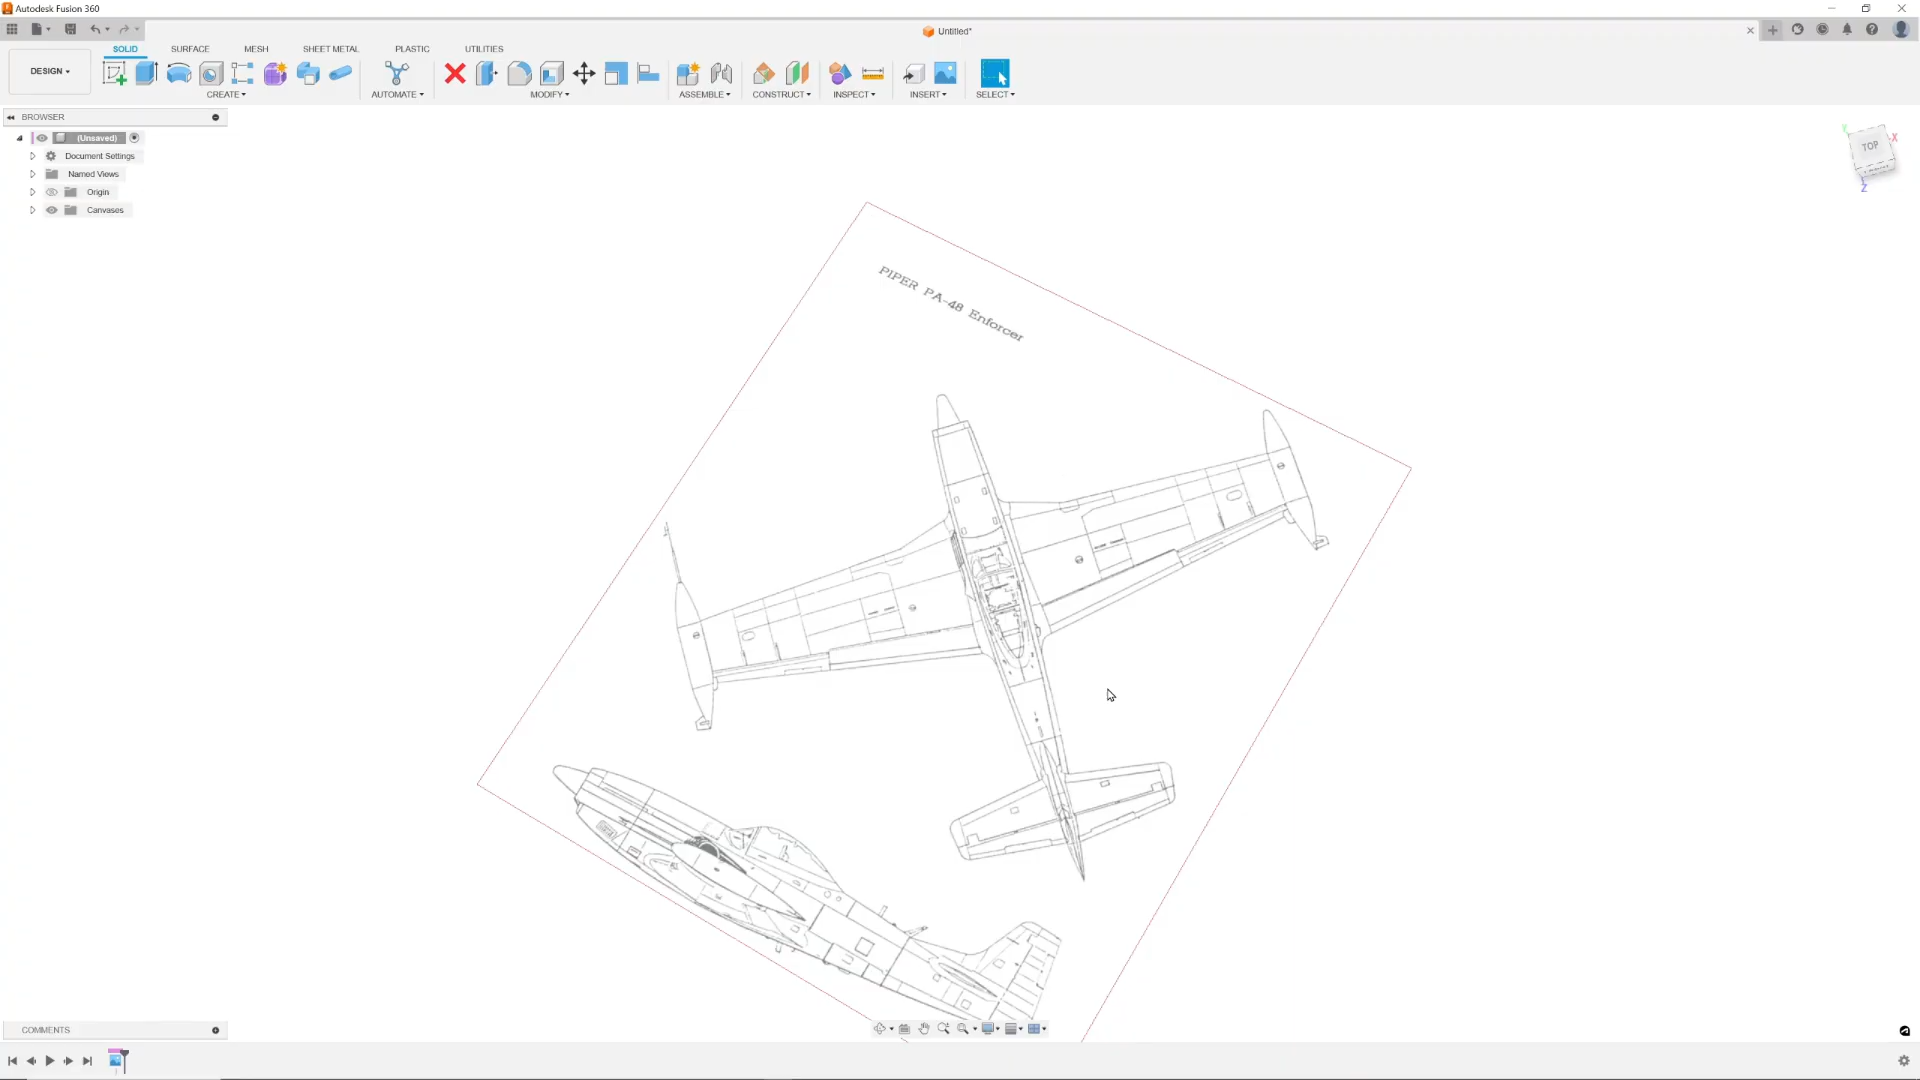 Autodesk Fusion 360
Untitled*
SOLID SURFACE MESH SHEET METAL PLASTIC UTILITIES
DESIGN
CREATE AUTOMATE MODIFY ASSEMBLE CONSTRUCT INSPECT INSERT SELECT
BROWSER
(Unsaved)
Document Settings
Named Views
Origin
Canvases
TOP
X
Y
Z
PIPER PA-48 Enforcer
COMMENTS